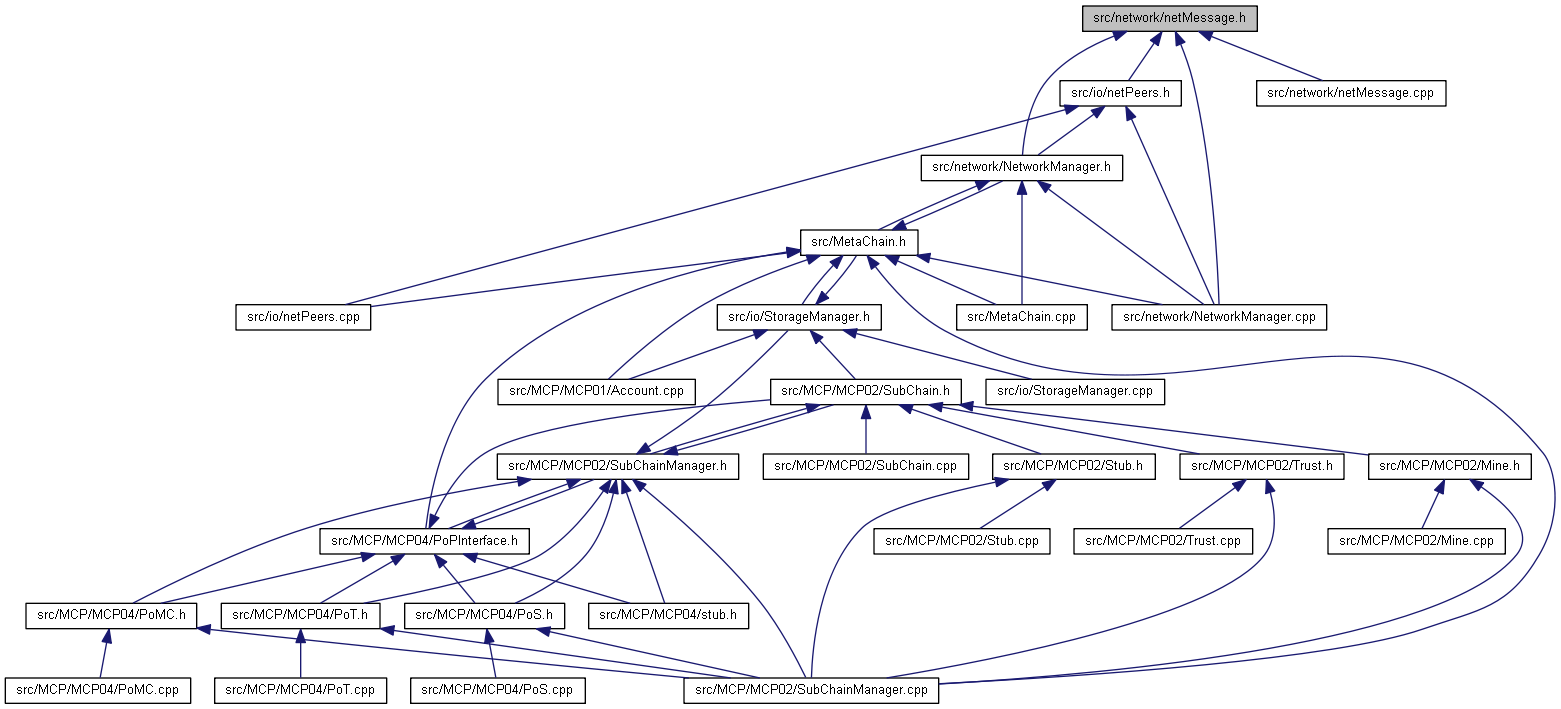 src/network/netMessage.h
src/io/netPeers.h
src/network/netMessage.cpp
src/network/NetworkManager.h
src/MetaChain.h
src/io/netPeers.cpp
src/io/StorageManager.h
src/MetaChain.cpp
src/network/NetworkManager.cpp
src/MCP/MCP01/Account.cpp
src/MCP/MCP02/SubChain.h
src/io/StorageManager.cpp
src/MCP/MCP02/SubChainManager.h
src/MCP/MCP02/SubChain.cpp
src/MCP/MCP02/Stub.h
src/MCP/MCP02/Trust.h
src/MCP/MCP02/Mine.h
src/MCP/MCP04/PoPInterface.h
src/MCP/MCP02/Stub.cpp
src/MCP/MCP02/Trust.cpp
src/MCP/MCP02/Mine.cpp
src/MCP/MCP04/PoMC.h
src/MCP/MCP04/PoT.h
src/MCP/MCP04/PoS.h
src/MCP/MCP04/stub.h
src/MCP/MCP04/PoMC.cpp
src/MCP/MCP04/PoT.cpp
src/MCP/MCP04/PoS.cpp
src/MCP/MCP02/SubChainManager.cpp